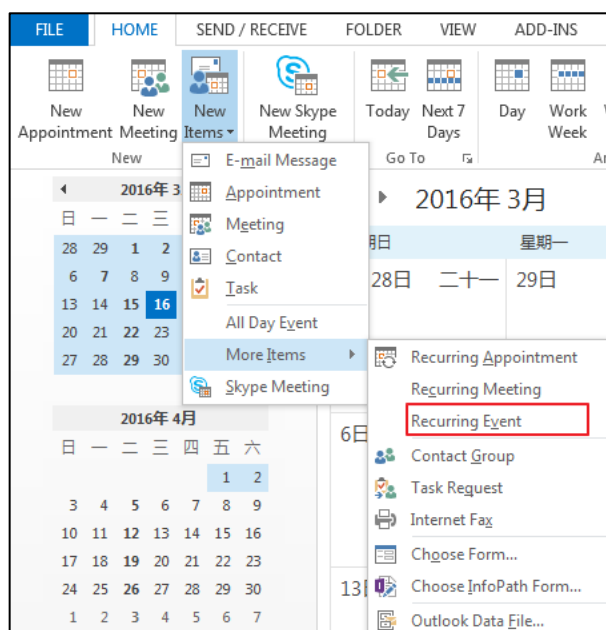 FILE HOME SEND / RECEIVE FOLDER VIEW ADD-INS
New Appointment
New Meeting
New Items
New Skype Meeting
Today
Next 7 Days
Day
Work Week
New
Go To
E-mail Message
Appointment
Meeting
Contact
Task
All Day Event
More Items
Skype Meeting
Recurring Appointment
Recurring Meeting
Recurring Event
Contact Group
Task Request
Internet Fax
Choose Form...
Choose InfoPath Form...
Outlook Data File...
2016年 3
日 一 二 三
28 29 1 2
6 7 8 9
13 14 15 16
20 21 22 23
27 28 29 30
2016年 4月
日 一 二 三 四 五 六
1 2
3 4 5 6 7 8 9
10 11 12 13 14 15 16
17 18 19 20 21 22 23
24 25 26 27 28 29 30
1 2 3 4 5 6 7
2016年 3月
期日 星期一
28日 二十一 29日
6日
13